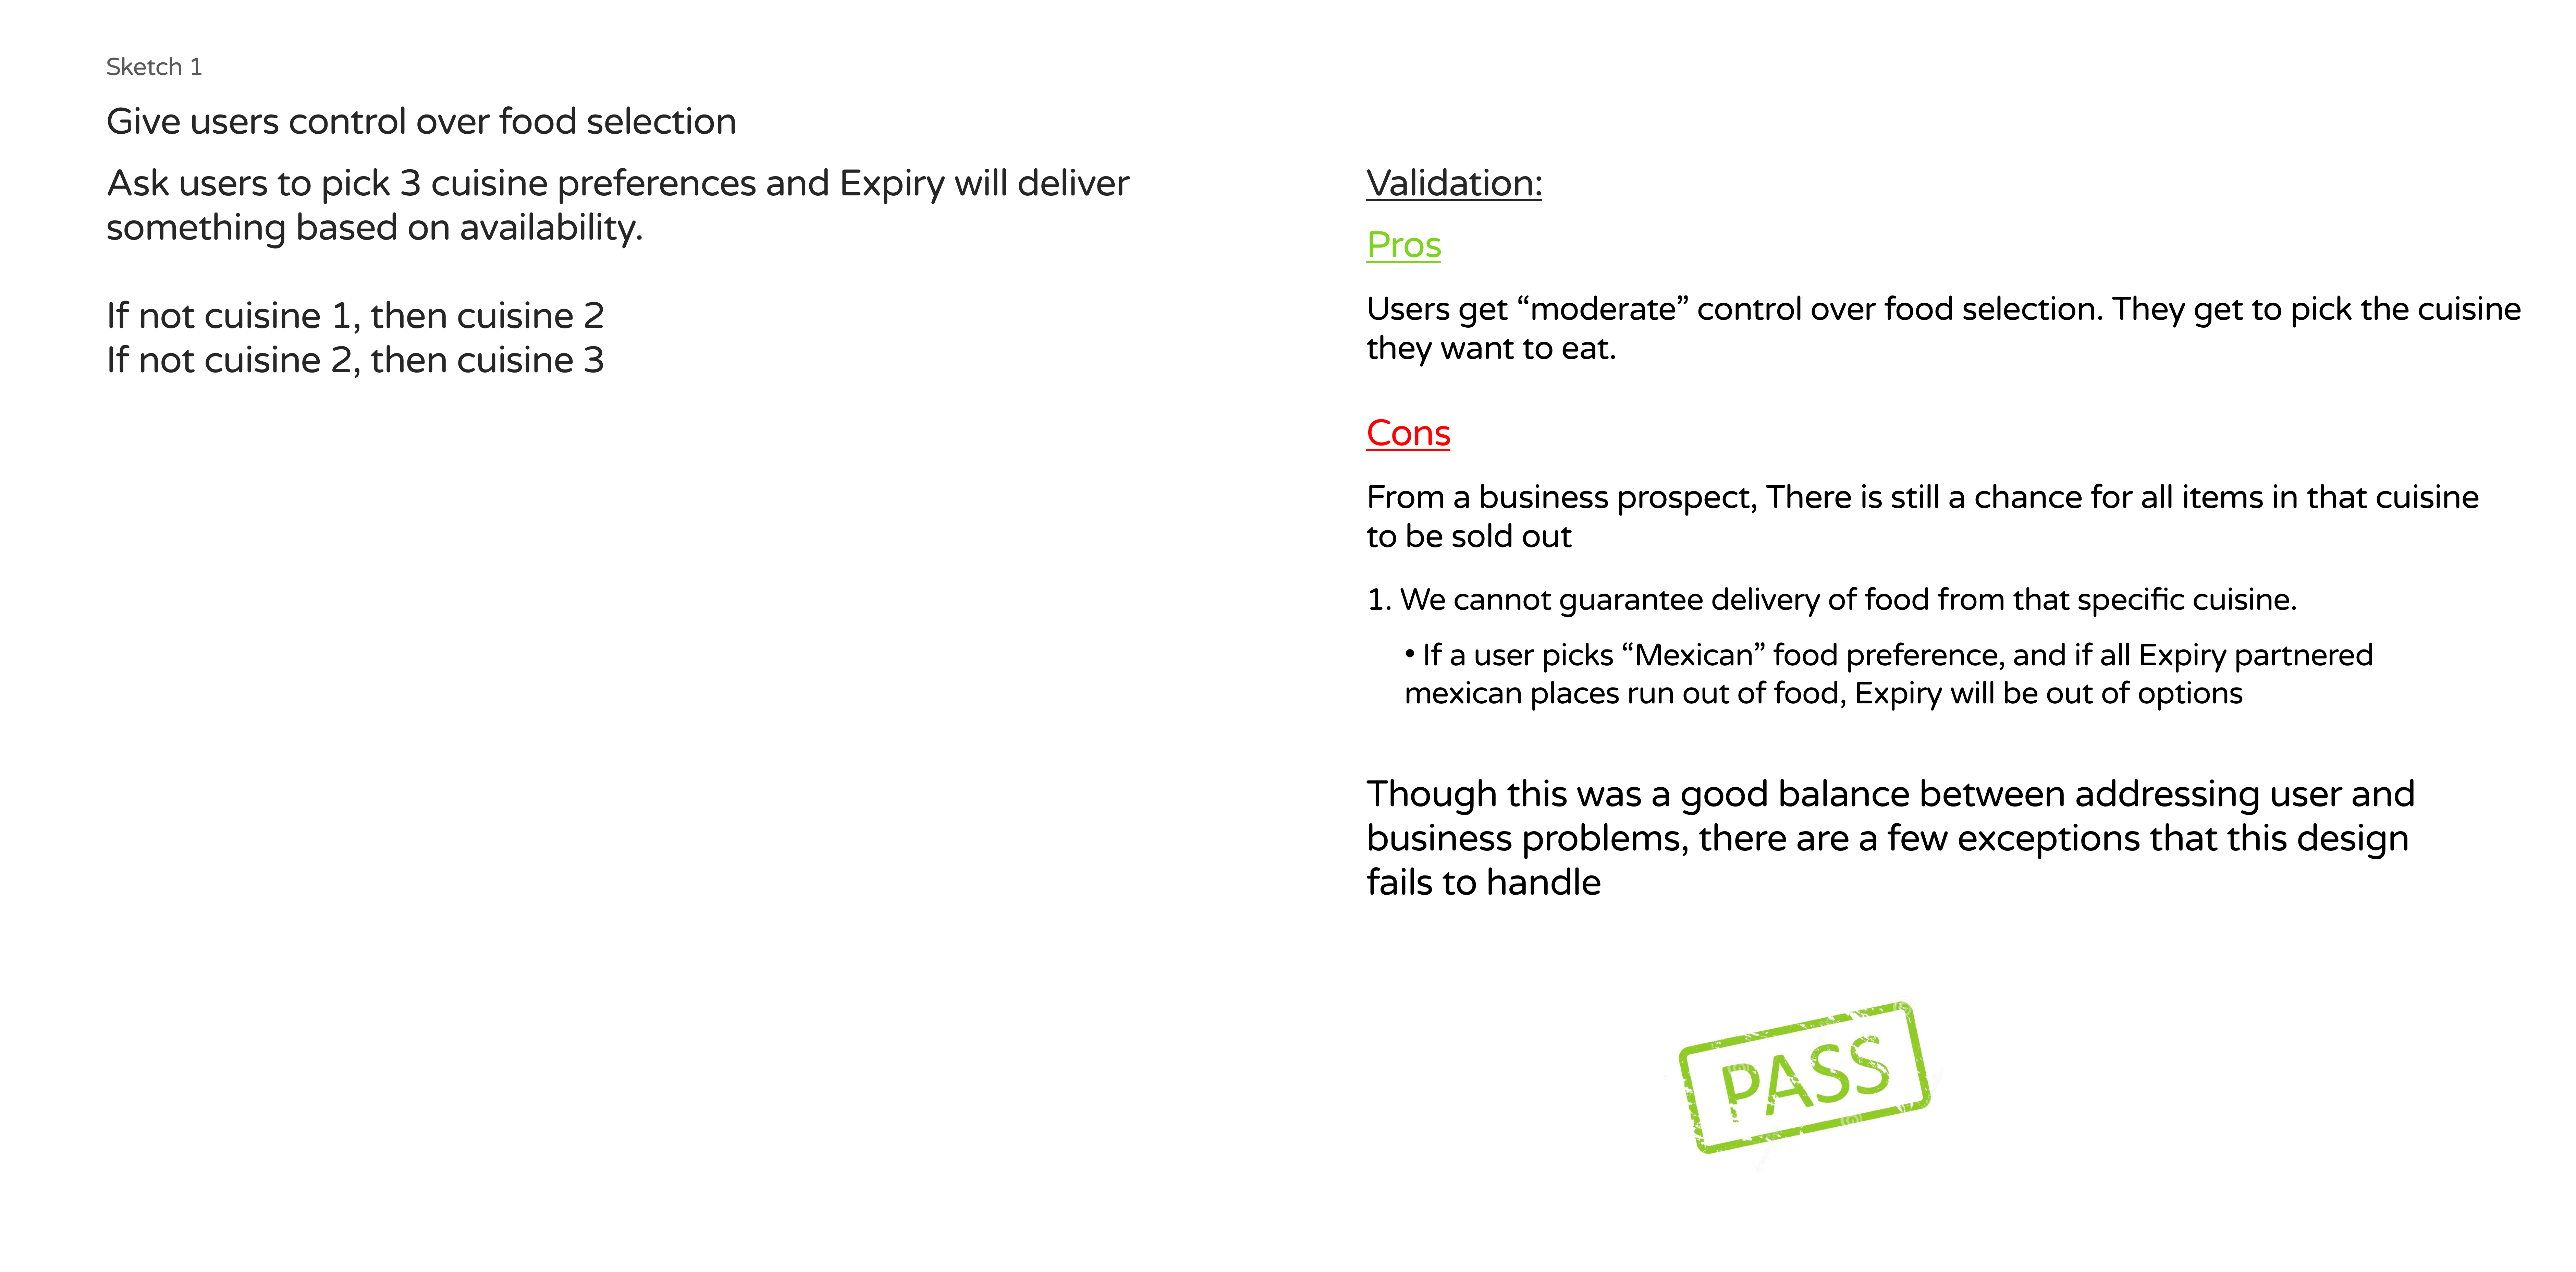 Sketch 1
Give users control over food selection
Ask users to pick 3 cuisine preferences and Expiry will deliver
something based on availability.
If not cuisine 1, then cuisine 2
If not cuisine 2, then cuisine 3
Validation:
Pros
Users get “moderate” control over food selection. They get to pick the cuisine
they want to eat.
Cons
From a business prospect, There is still a chance for all items in that cuisine
to be sold out
1. We cannot guarantee delivery of food from that specific cuisine.
• If a user picks “Mexican” food preference, and if all Expiry partnered
mexican places run out of food, Expiry will be out of options
Though this was a good balance between addressing user and
business problems, there are a few exceptions that this design
fails to handle
PASS